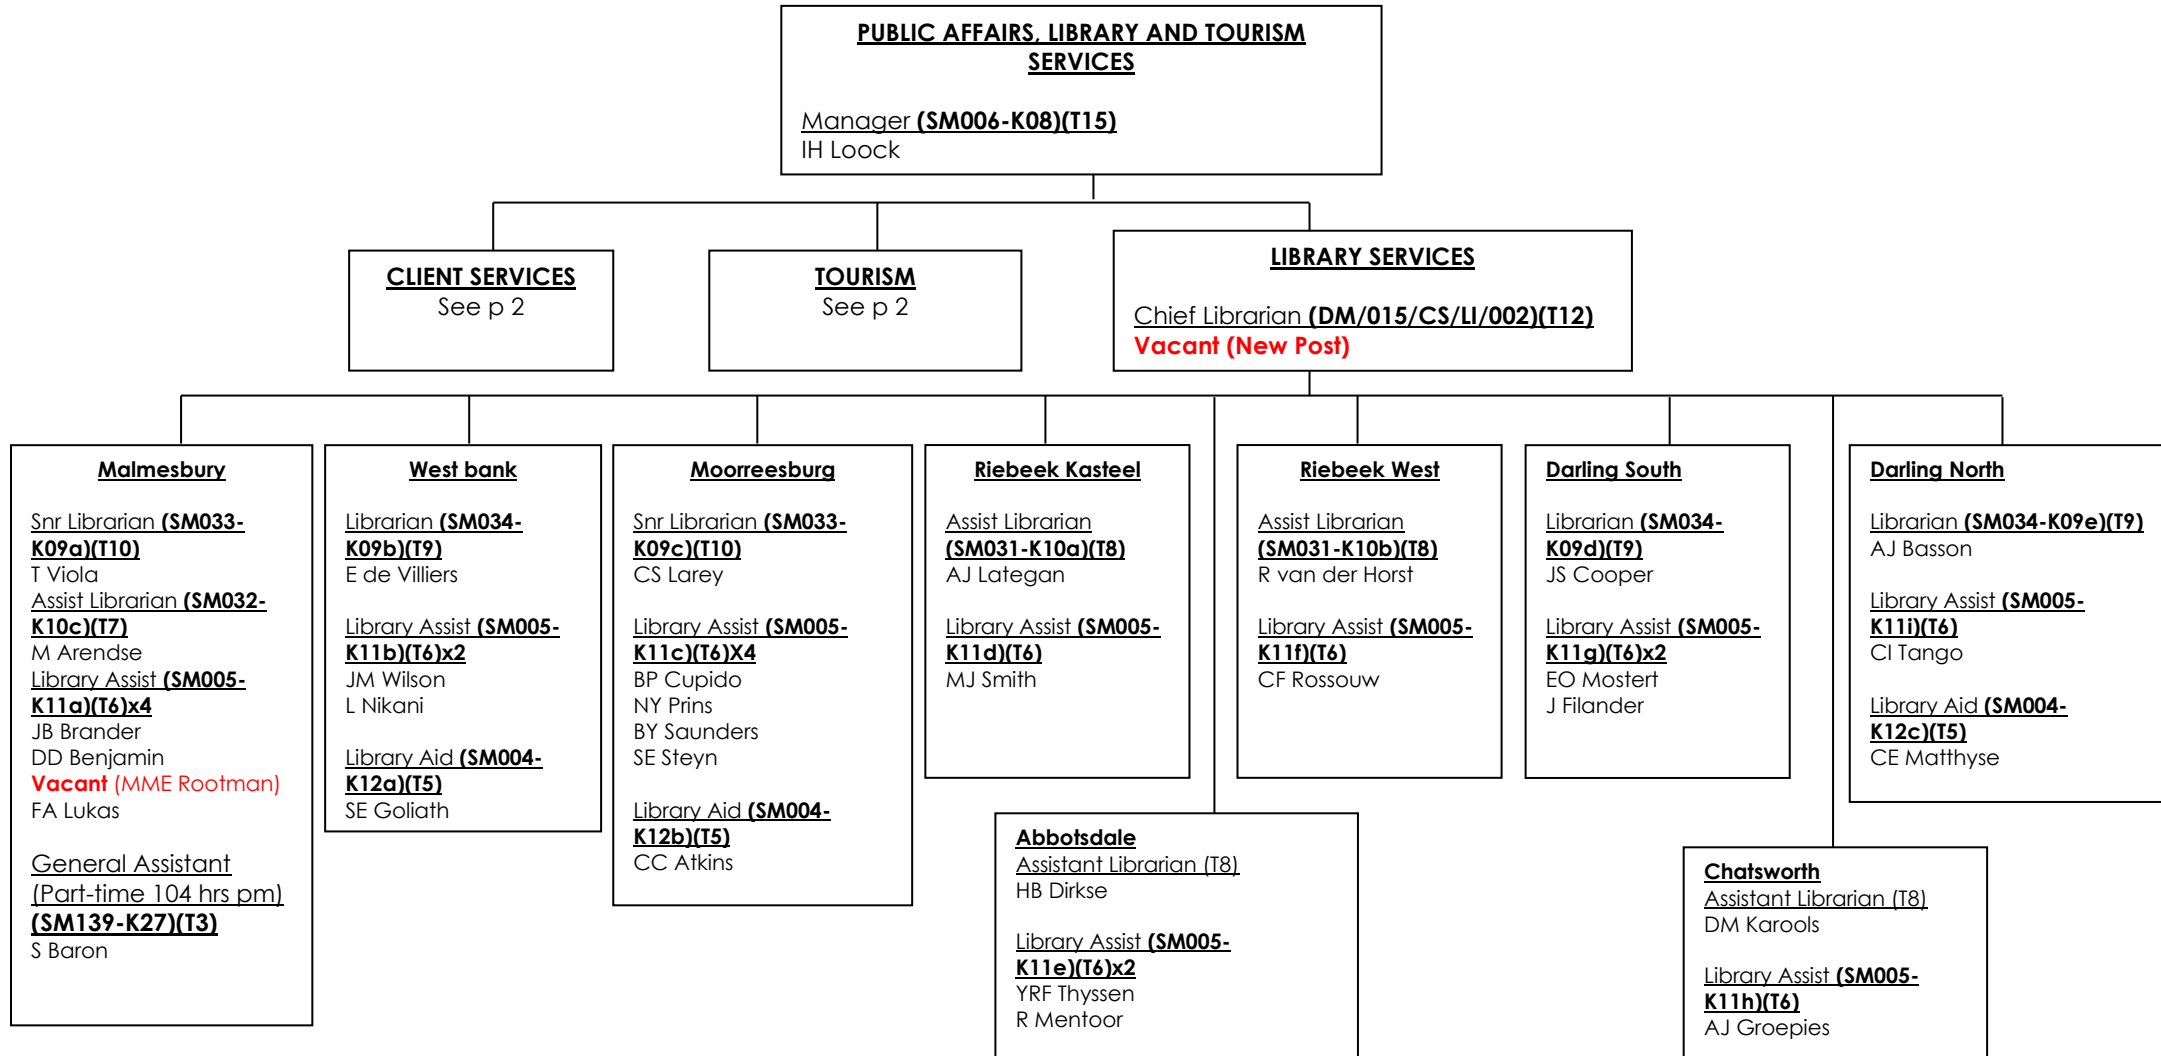 PUBLIC AFFAIRS, LIBRARY AND TOURISM
SERVICES
Manager (SM006-K08)(T15)
IH Loock
CLIENT SERVICES
See p 2
TOURISM
See p 2
LIBRARY SERVICES
Chief Librarian (DM/015/CS/LI/002)(T12)
Vacant (New Post)
Malmesbury
Snr Librarian (SM033-
K09a)(T10)
T Viola
Assist Librarian (SM032-
K10c)(T7)
M Arendse
Library Assist (SM005-
K11a)(T6)x4
JB Brander
DD Benjamin
Vacant (MME Rootman)
FA Lukas
General Assistant
(Part-time 104 hrs pm)
(SM139-K27)(T3)
S Baron
West bank
Librarian (SM034-
K09b)(T9)
E de Villiers
Library Assist (SM005-
K11b)(T6)x2
JM Wilson
L Nikani
Library Aid (SM004-
K12a)(T5)
SE Goliath
Moorreesburg
Snr Librarian (SM033-
K09c)(T10)
CS Larey
Library Assist (SM005-
K11c)(T6)X4
BP Cupido
NY Prins
BY Saunders
SE Steyn
Library Aid (SM004-
K12b)(T5)
CC Atkins
Riebeek Kasteel
Assist Librarian
(SM031-K10a)(T8)
AJ Lategan
Library Assist (SM005-
K11d)(T6)
MJ Smith
Abbotsdale
Assistant Librarian (T8)
HB Dirkse
Library Assist (SM005-
K11e)(T6)x2
YRF Thyssen
R Mentoor
Riebeek West
Assist Librarian
(SM031-K10b)(T8)
R van der Horst
Library Assist (SM005-
K11f)(T6)
CF Rossouw
Darling South
Librarian (SM034-
K09d)(T9)
JS Cooper
Library Assist (SM005-
K11g)(T6)x2
EO Mostert
J Filander
Chatsworth
Assistant Librarian (T8)
DM Karools
Library Assist (SM005-
K11h)(T6)
AJ Groepies
Darling North
Librarian (SM034-K09e)(T9)
AJ Basson
Library Assist (SM005-
K11i)(T6)
CI Tango
Library Aid (SM004-
K12c)(T5)
CE Matthyse